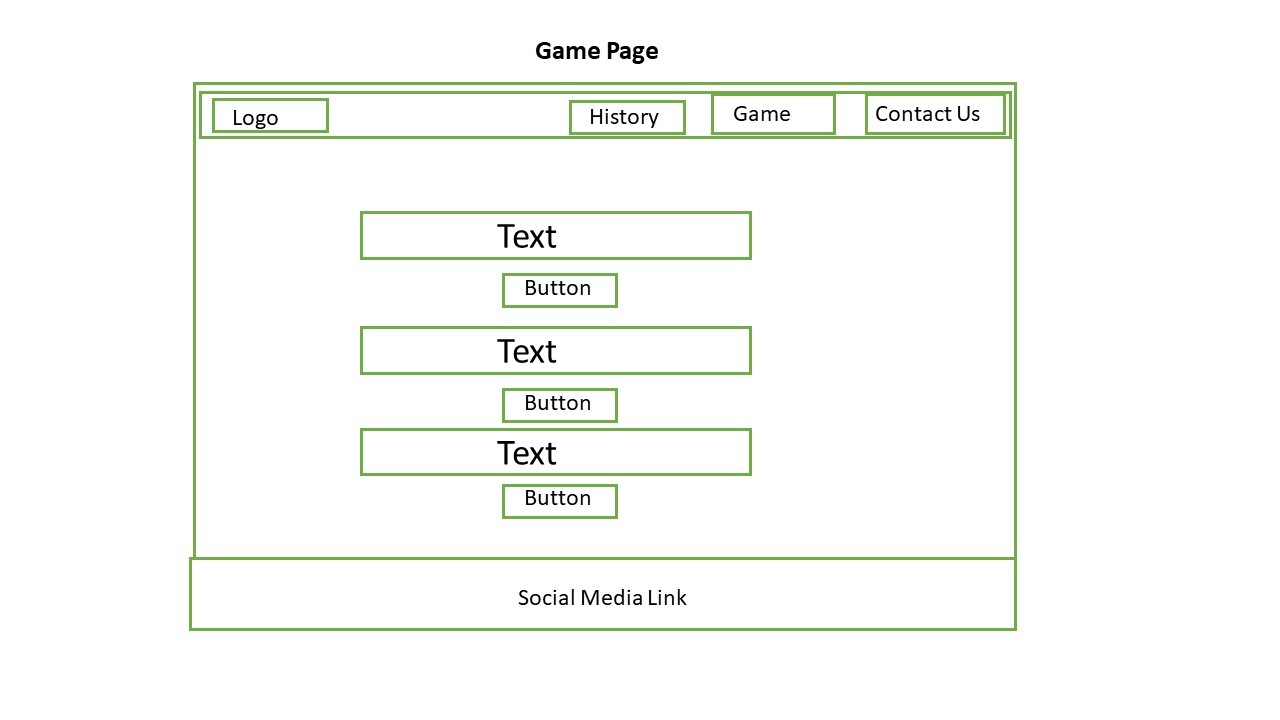 Game Page
Logo
History
Game
Contact Us
Text
Button
Text
Button
Text
Button
Social Media Link